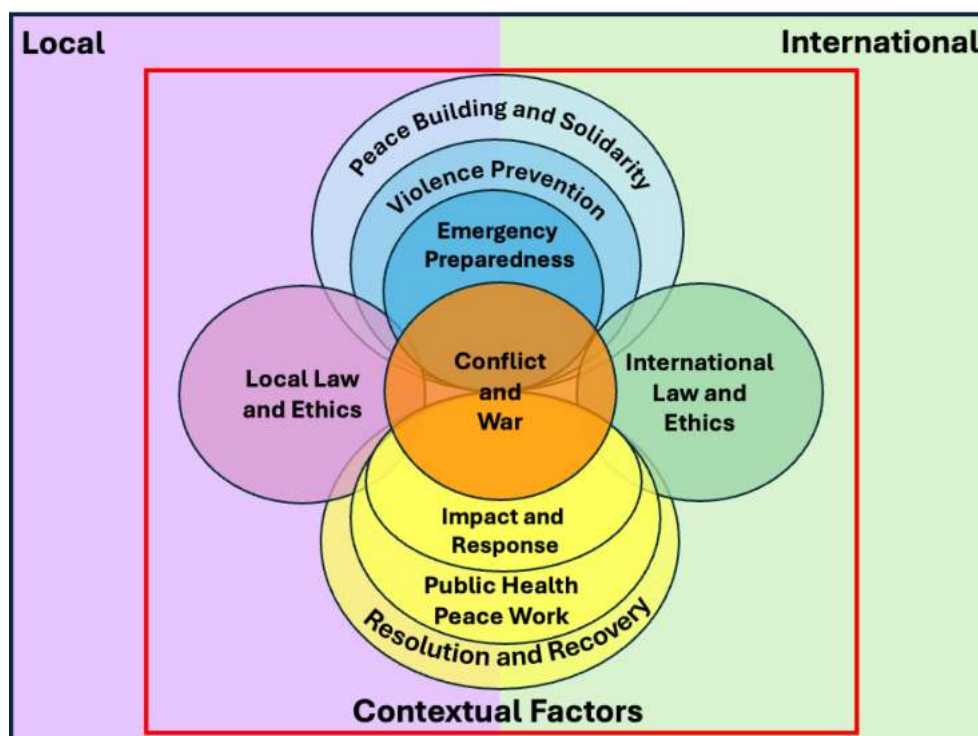 Local
International
Peace Building and Solidarity
Violence Prevention
Emergency
Preparedness
Local Law
and Ethics
Conflict
and
War
International
Law and
Ethics
Impact and
Response
Public Health
Peace Work
Resolution and Recovery
Contextual Factors